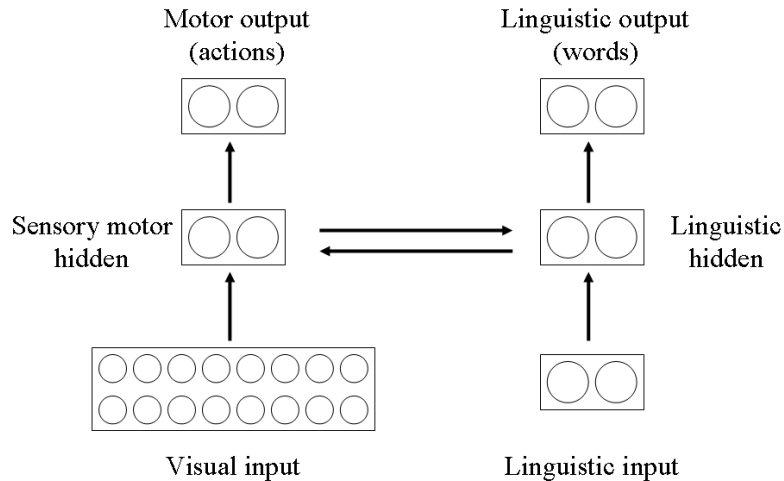 Motor output
(actions)
Linguistic output
(words)
Sensory motor
hidden
Linguistic
hidden
Visual input
Linguistic input